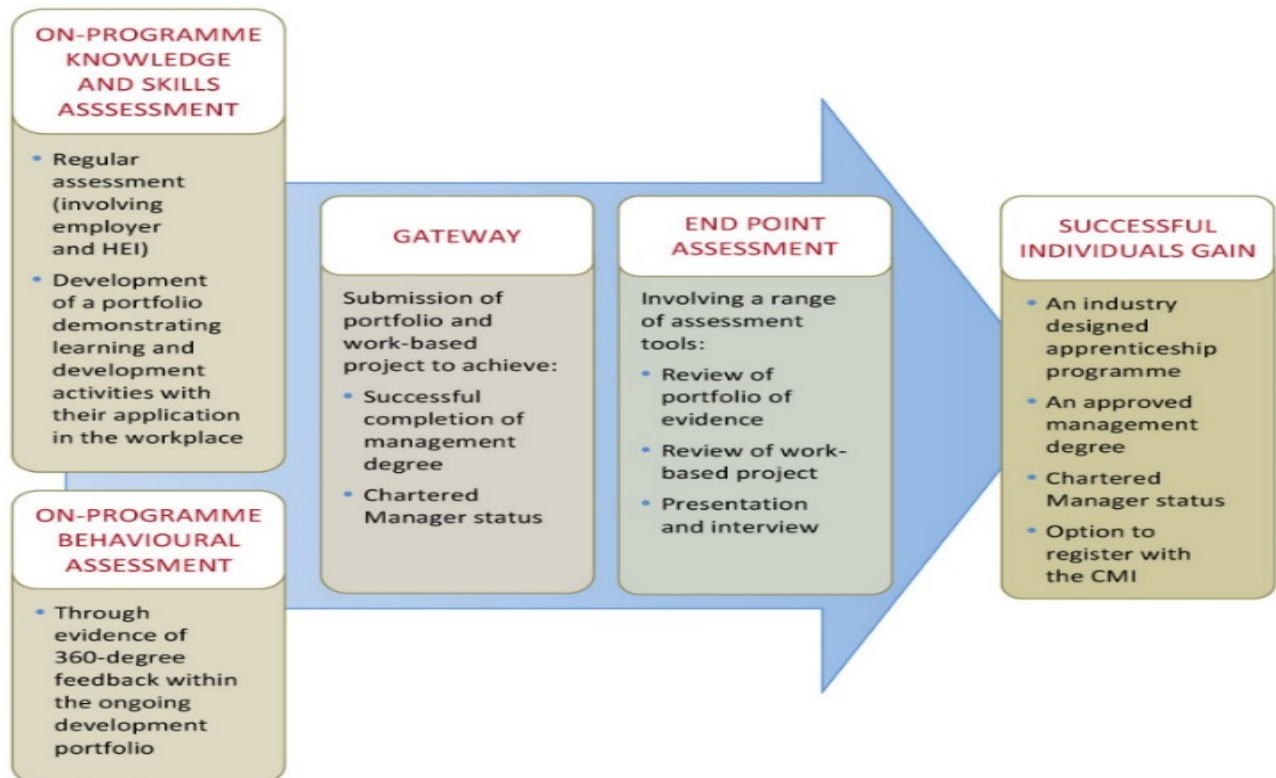 ON-PROGRAMME
KNOWLEDGE
AND SKILLS
ASSSESSMENT
• Regular
assessment
(involving
employer
and HEI)
• Development
of a portfolio
demonstrating
learning and
development
activities with
their application
in the workplace
ON-PROGRAMME
BEHAVIOURAL
ASSESSMENT
• Through
evidence of
360-degree
feedback within
the ongoing
development
portfolio
GATEWAY
Submission of
portfolio and
work-based
project to achieve:
• Successful
completion of
management
degree
• Chartered
Manager status
END POINT
ASSESSMENT
Involving a range
of assessment
tools:
• Review of
portfolio of
evidence
• Review of work-
based project
• Presentation
and interview
SUCCESSFUL
INDIVIDUALS GAIN
• An industry
designed
apprenticeship
programme
• An approved
management
degree
• Chartered
Manager status
• Option to
register with
the CMI